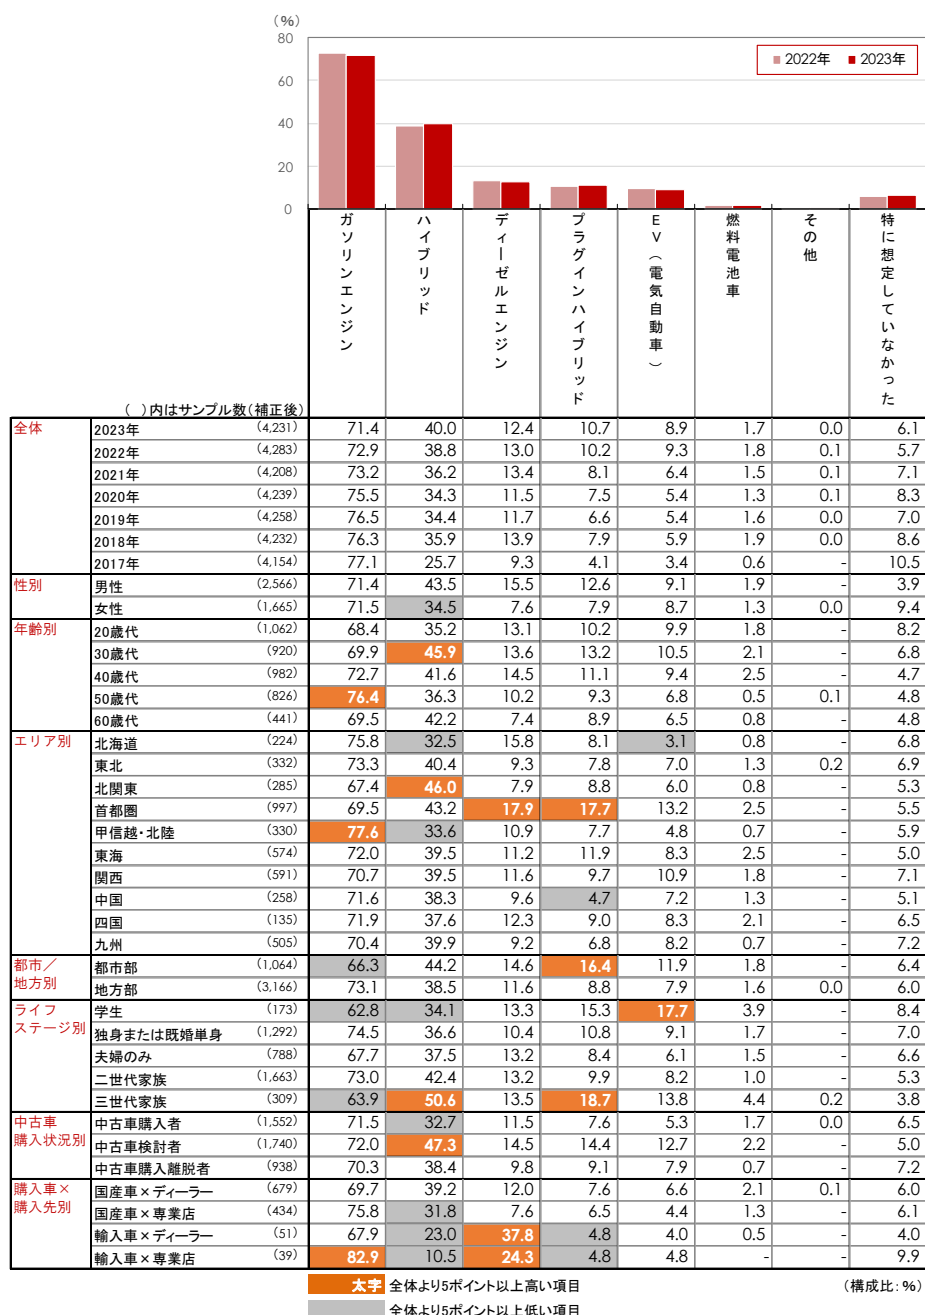 （％）
80
60
40
20
0
2022年 2023年
ガソリンエンジン
ハイブリッド
ディーゼルエンジン
プラグインハイブリッド
EV（電気自動車）
燃料電池車
その他
特に想定していなかった
（ ）内はサンプル数（補正後）
全体 2023年 (4,231) 71.4 40.0 12.4 10.7 8.9 1.7 0.0 6.1
2022年 (4,283) 72.9 38.8 13.0 10.2 9.3 1.8 0.1 5.7
2021年 (4,208) 73.2 36.2 13.4 8.1 6.4 1.5 0.1 7.1
2020年 (4,239) 75.5 34.3 11.5 7.5 5.4 1.3 0.1 8.3
2019年 (4,258) 76.5 34.4 11.7 6.6 5.4 1.6 0.0 7.0
2018年 (4,232) 76.3 35.9 13.9 7.9 5.9 1.9 0.0 8.6
2017年 (4,154) 77.1 25.7 9.3 4.1 3.4 0.6 - 10.5
性別 男性 (2,566) 71.4 43.5 15.5 12.6 9.1 1.9 - 3.9
女性 (1,665) 71.5 34.5 7.6 7.9 8.7 1.3 0.0 9.4
年齢別 20歳代 (1,062) 68.4 35.2 13.1 10.2 9.9 1.8 - 8.2
30歳代 (920) 69.9 45.9 13.6 13.2 10.5 2.1 - 6.8
40歳代 (982) 72.7 41.6 14.5 11.1 9.4 2.5 - 4.7
50歳代 (826) 76.4 36.3 10.2 9.3 6.8 0.5 0.1 4.8
60歳代 (441) 69.5 42.2 7.4 8.9 6.5 0.8 - 4.8
エリア別 北海道 (224) 75.8 32.5 15.8 8.1 3.1 0.8 - 6.8
東北 (332) 73.3 40.4 9.3 7.8 7.0 1.3 0.2 6.9
北関東 (285) 67.4 46.0 7.9 8.8 6.0 0.8 - 5.3
首都圏 (997) 69.5 43.2 17.9 17.7 13.2 2.5 - 5.5
甲信越・北陸 (330) 77.6 33.6 10.9 7.7 4.8 0.7 - 5.9
東海 (574) 72.0 39.5 11.2 11.9 8.3 2.5 - 5.0
関西 (591) 70.7 39.5 11.6 9.7 10.9 1.8 - 7.1
中国 (258) 71.6 38.3 9.6 4.7 7.2 1.3 - 5.1
四国 (135) 71.9 37.6 12.3 9.0 8.3 2.1 - 6.5
九州 (505) 70.4 39.9 9.2 6.8 8.2 0.7 - 7.2
都市／ 都市部 (1,064) 66.3 44.2 14.6 16.4 11.9 1.8 - 6.4
地方別 地方部 (3,166) 73.1 38.5 11.6 8.8 7.9 1.6 0.0 6.0
ライフ 学生 (173) 62.8 34.1 13.3 15.3 17.7 3.9 - 8.4
ステージ別 独身または既婚単身 (1,292) 74.5 36.6 10.4 10.8 9.1 1.7 - 7.0
夫婦のみ (788) 67.7 37.5 13.2 8.4 6.1 1.5 - 6.6
二世代家族 (1,663) 73.0 42.4 13.2 9.9 8.2 1.0 - 5.3
三世代家族 (309) 63.9 50.6 13.5 18.7 13.8 4.4 0.2 3.8
中古車 中古車購入者 (1,552) 71.5 32.7 11.5 7.6 5.3 1.7 0.0 6.5
購入状況別 中古車検討者 (1,740) 72.0 47.3 14.5 14.4 12.7 2.2 - 5.0
中古車購入離脱者 (938) 70.3 38.4 9.8 9.1 7.9 0.7 - 7.2
購入車× 国産車×ディーラー (679) 69.7 39.2 12.0 7.6 6.6 2.1 0.1 6.0
購入先別 国産車×専業店 (434) 75.8 31.8 7.6 6.5 4.4 1.3 - 6.1
輸入車×ディーラー (51) 67.9 23.0 37.8 4.8 4.0 0.5 - 4.0
輸入車×専業店 (39) 82.9 10.5 24.3 4.8 4.8 - - 9.9
太字 全体より5ポイント以上高い項目 （構成比：％）
全体より5ポイント以上低い項目